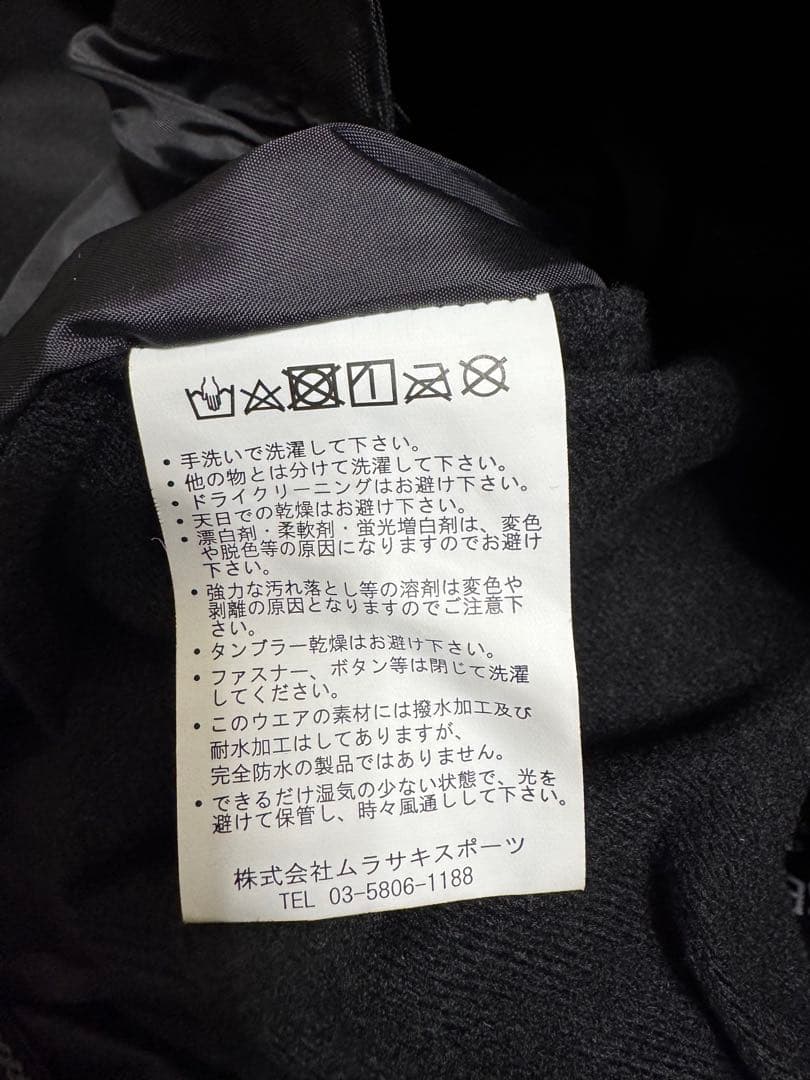 ・手洗いで洗濯して下さい。
・他の物とは分けて洗濯して下さい。
・ドライクリーニングはお避け下さい。
・天日での乾燥はお避け下さい。
・漂白剤・柔軟剤・蛍光増白剤は、変色
や脱色等の原因になりますのでお避け
下さい。
・強力な汚れ落とし等の溶剤は変色や
剥離の原因となりますのでご注意下
さい。
・タンブラー乾燥はお避け下さい。
・ファスナー、ボタン等は閉じて洗濯
してください。
・このウエアの素材には撥水加工及び
耐水加工はしてありますが、
完全防水の製品ではありません。
・できるだけ湿気の少ない状態で、光を
避けて保管し、時々風通しして下さい。
株式会社ムラサキスポーツ
TEL 03-5806-1188